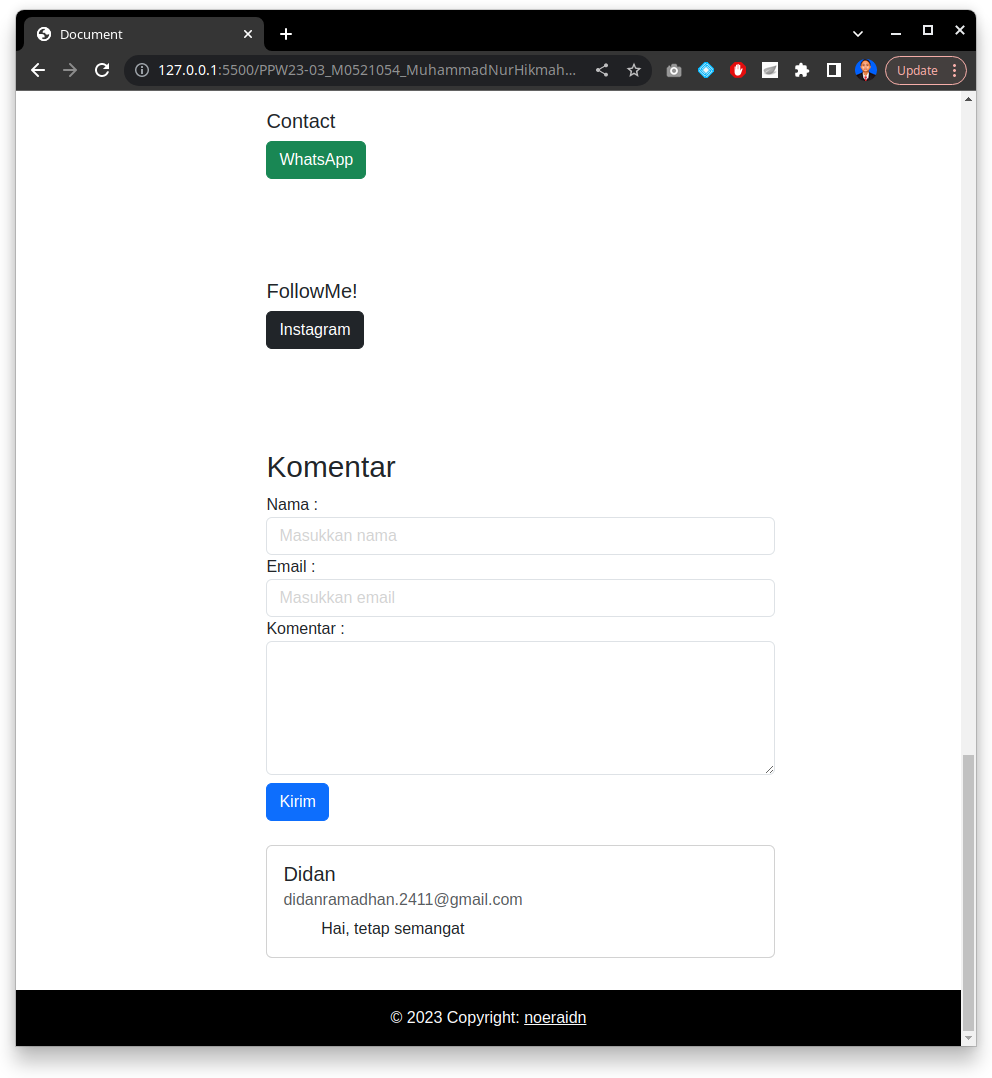 Document
127.0.0.1:5500/PPW23-03_M0521054_MuhammadNurHikmah...
Update
Contact
WhatsApp
FollowMe!
Instagram
Komentar
Nama :
Masukkan nama
Email :
Masukkan email
Komentar :
Kirim
Didan
didanramadhan.2411@gmail.com
Hai, tetap semangat
© 2023 Copyright: noeraidn